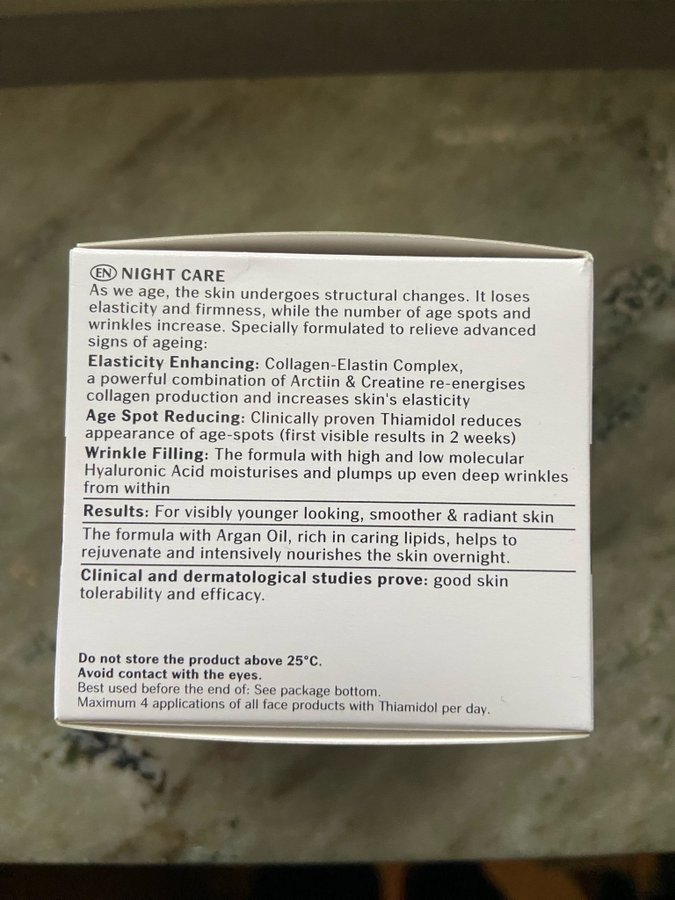 EN NIGHT CARE
As we age, the skin undergoes structural changes. It loses
elasticity and firmness, while the number of age spots and
wrinkles increase. Specially formulated to relieve advanced
signs of ageing:
Elasticity Enhancing: Collagen-Elastin Complex,
a powerful combination of Arctiin & Creatine re-energises
collagen production and increases skin's elasticity
Age Spot Reducing: Clinically proven Thiamidol reduces
appearance of age-spots (first visible results in 2 weeks)
Wrinkle Filling: The formula with high and low molecular
Hyaluronic Acid moisturises and plumps up even deep wrinkles
from within
Results: For visibly younger looking, smoother & radiant skin
The formula with Argan Oil, rich in caring lipids, helps to
rejuvenate and intensively nourishes the skin overnight.
Clinical and dermatological studies prove: good skin
tolerability and efficacy.
Do not store the product above 25°C.
Avoid contact with the eyes.
Best used before the end of: See package bottom.
Maximum 4 applications of all face products with Thiamidol per day.